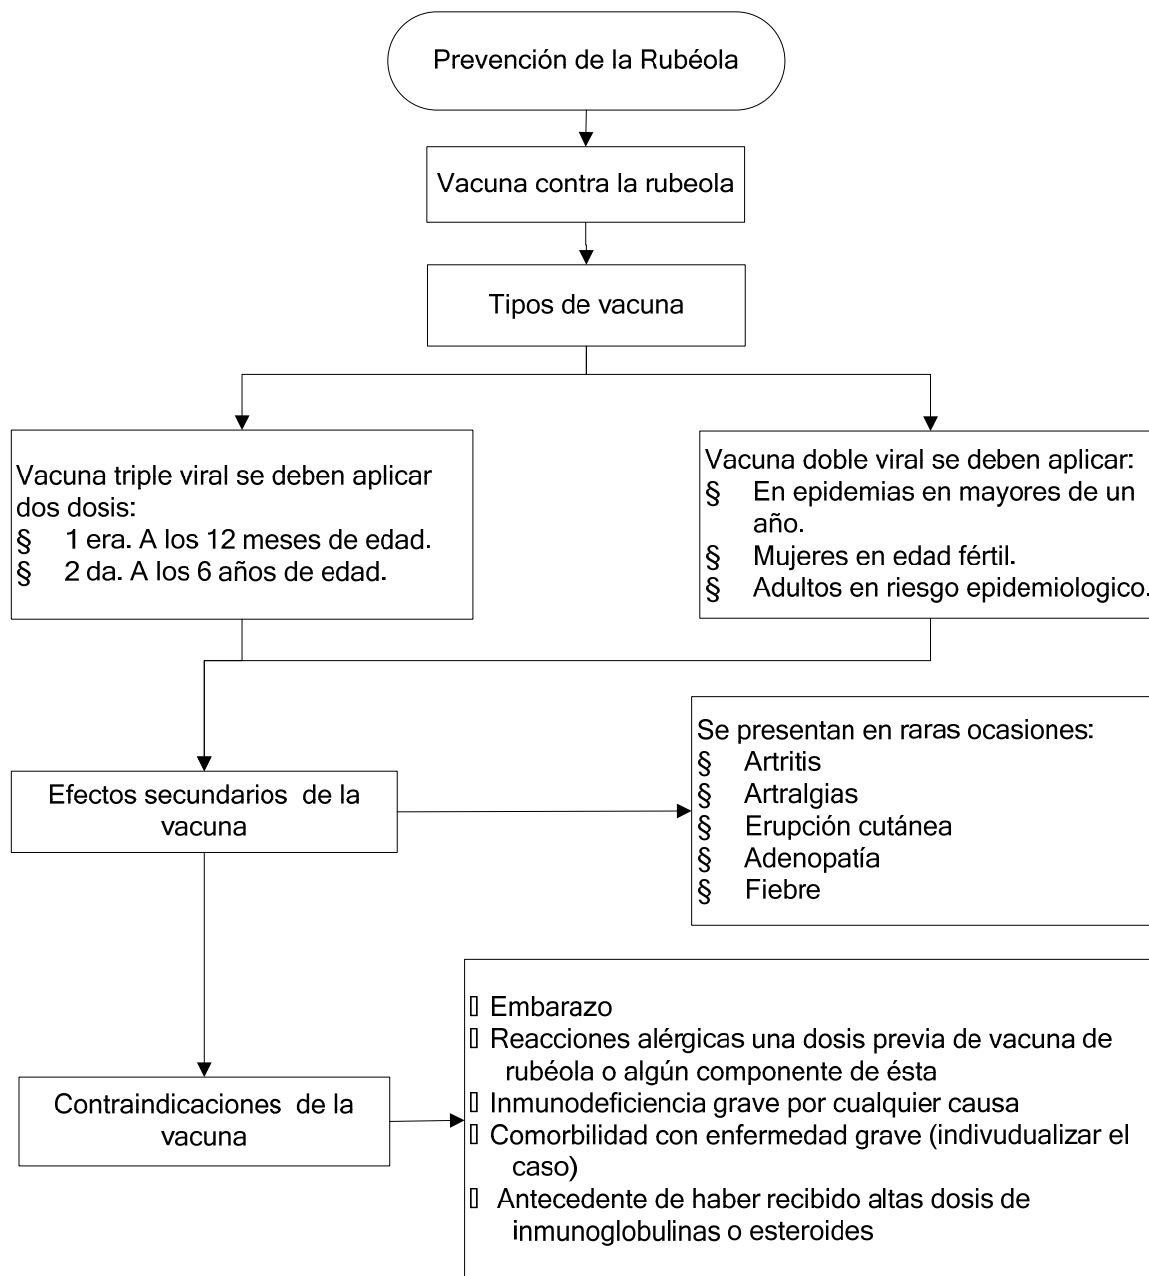 Prevención de la Rubéola
Vacuna contra la rubeola
Tipos de vacuna
Vacuna triple viral se deben aplicar
dos dosis:
§ 1 era. A los 12 meses de edad.
§ 2 da. A los 6 años de edad.
Vacuna doble viral se deben aplicar:
§ En epidemias en mayores de un
año.
§ Mujeres en edad fértil.
§ Adultos en riesgo epidemiologico.
Efectos secundarios de la
vacuna
Se presentan en raras ocasiones:
§ Artritis
§ Artralgias
§ Erupción cutánea
§ Adenopatía
§ Fiebre
Contraindicaciones de la
vacuna
▯ Embarazo
▯ Reacciones alérgicas una dosis previa de vacuna de
rubéola o algún componente de ésta
▯ Inmunodeficiencia grave por cualquier causa
▯ Comorbilidad con enfermedad grave (indivudualizar el
caso)
▯ Antecedente de haber recibido altas dosis de
inmunoglobulinas o esteroides